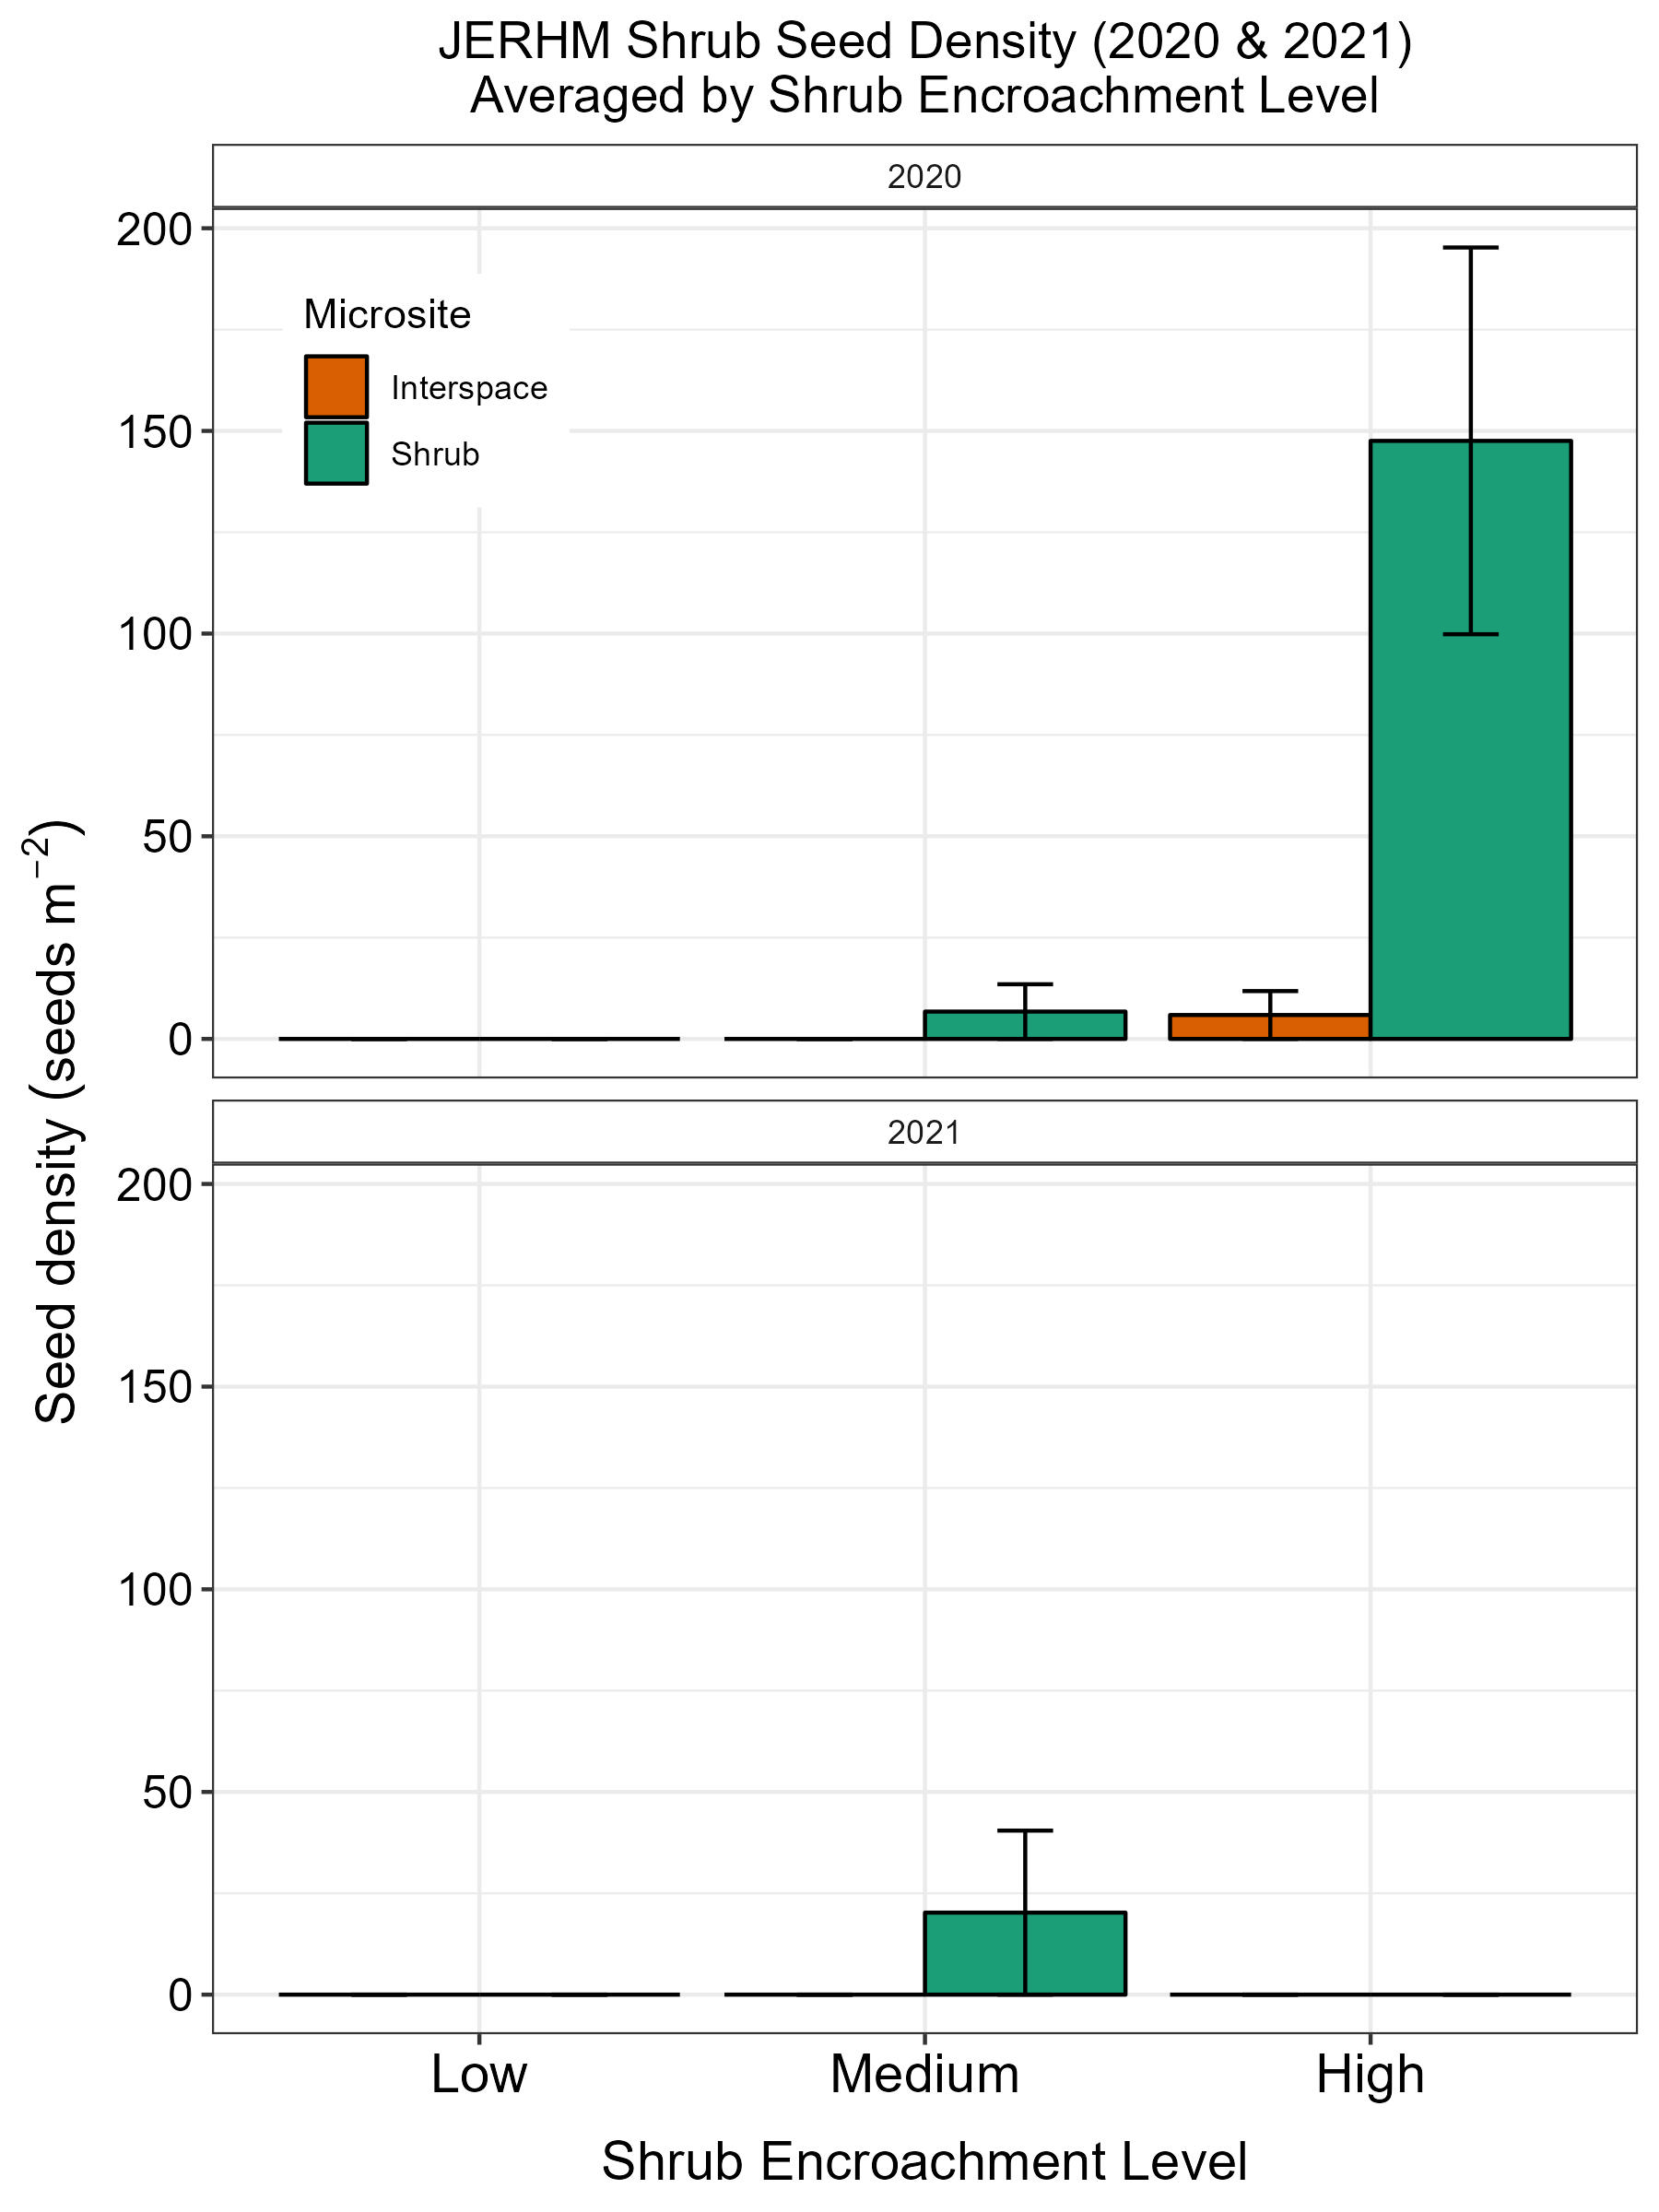 JERHM Shrub Seed Density (2020 & 2021)
Averaged by Shrub Encroachment Level
2020
200
150
100
50
0
Microsite
Interspace
Shrub
Seed density (seeds m⁻²)
2021
200
150
100
50
0
Low
Medium
High
Shrub Encroachment Level